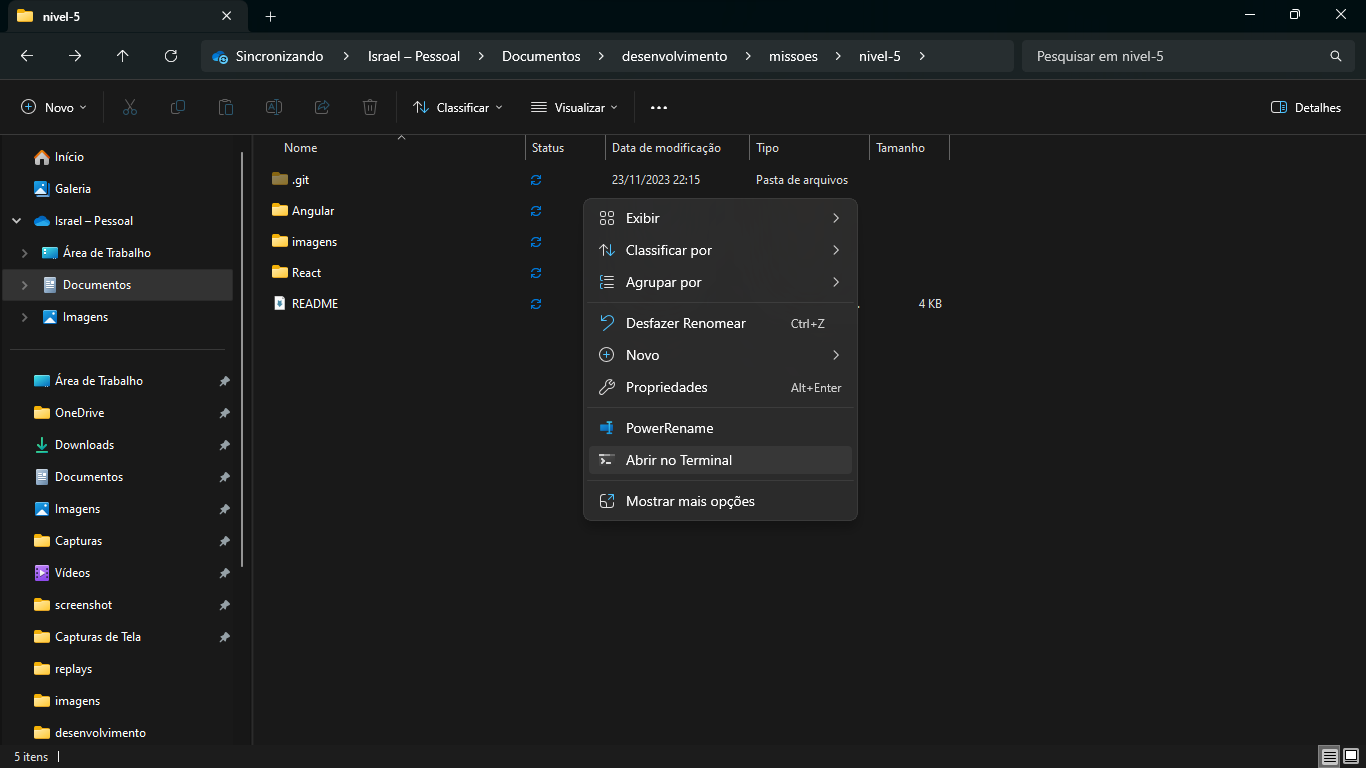 nivel-5
Sincronizando > Israel – Pessoal > Documentos > desenvolvimento > missoes > nivel-5 >
Pesquisar em nivel-5
Novo
Classificar
Visualizar
Detalhes
Início
Galeria
Israel – Pessoal
Área de Trabalho
Documentos
Imagens
Área de Trabalho
OneDrive
Downloads
Documentos
Imagens
Capturas
Vídeos
screenshot
Capturas de Tela
replays
imagens
desenvolvimento
Nome Status Data de modificação Tipo Tamanho
.git 23/11/2023 22:15 Pasta de arquivos
Angular
imagens
React
README 4 KB
Exibir
Classificar por
Agrupar por
Desfazer Renomear Ctrl+Z
Novo
Propriedades Alt+Enter
PowerRename
Abrir no Terminal
Mostrar mais opções
5 itens